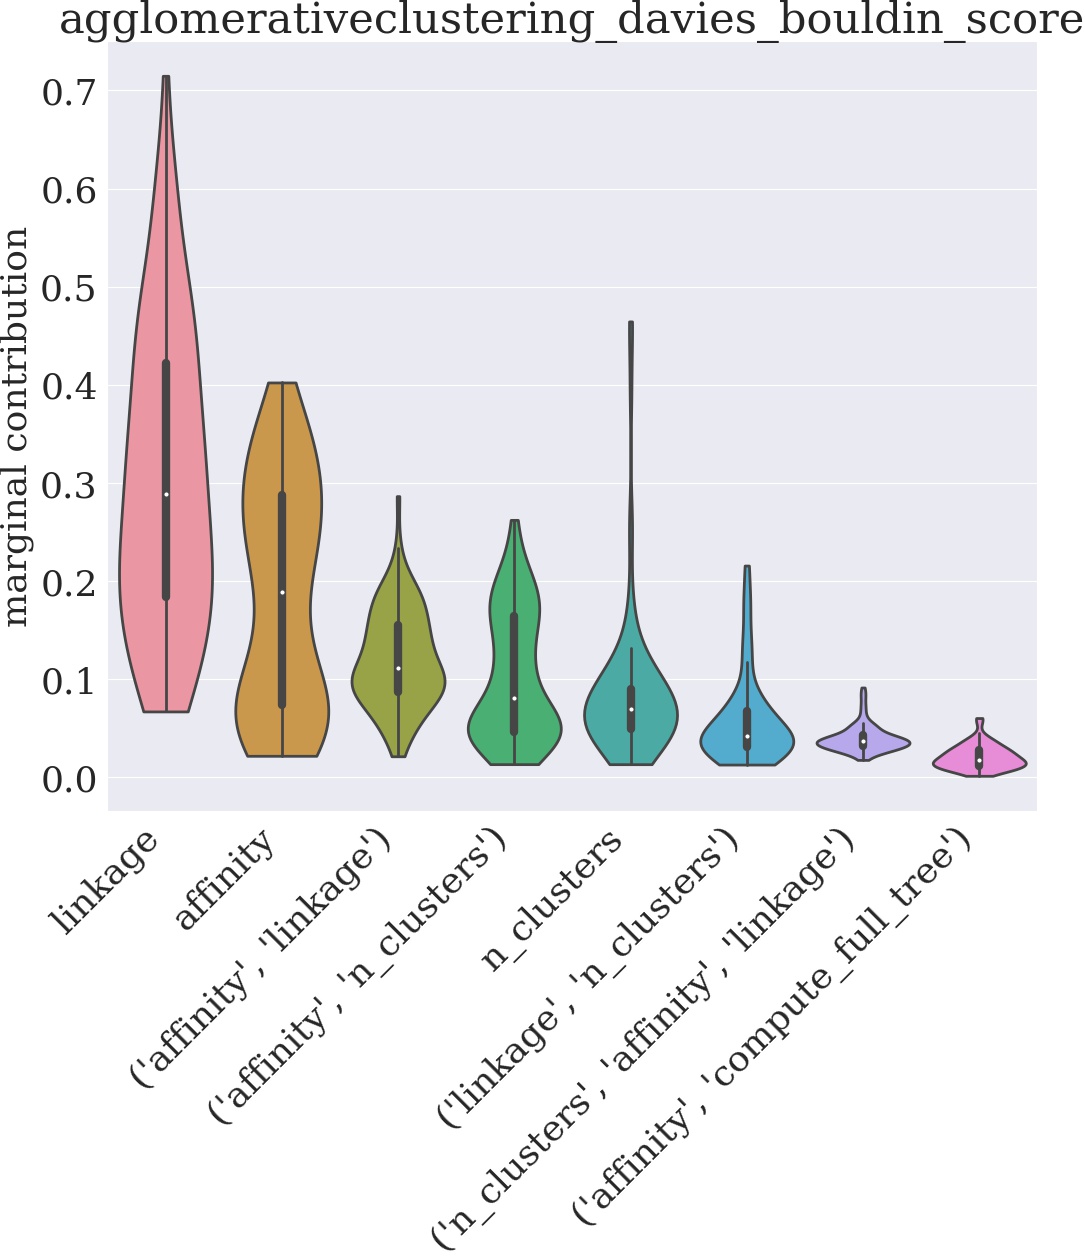 agglomerativeclustering_davies_bouldin_score
marginal contribution
0.7
0.6
0.5
0.4
0.3
0.2
0.1
0.0
linkage
affinity
('affinity', 'linkage')
('affinity', 'n_clusters')
n_clusters
('linkage', 'n_clusters')
('n_clusters', 'affinity', 'linkage')
('affinity', 'compute_full_tree')